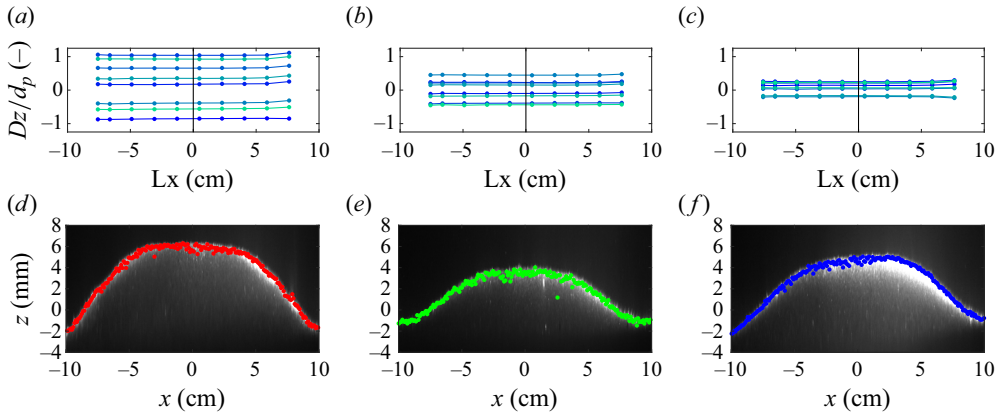 (a) (b) (c)
Dz/dp (–)
1 1 1
0 0 0
–1 –1 –1
–10 –5 0 5 10 –10 –5 0 5 10 –10 –5 0 5 10
Lx (cm) Lx (cm) Lx (cm)
(d) (e) (f)
z (mm)
8 8 8
6 6 6
4 4 4
2 2 2
0 0 0
–2 –2 –2
–4 –4 –4
–10 –5 0 5 10 –10 –5 0 5 10 –10 –5 0 5 10
x (cm) x (cm) x (cm)